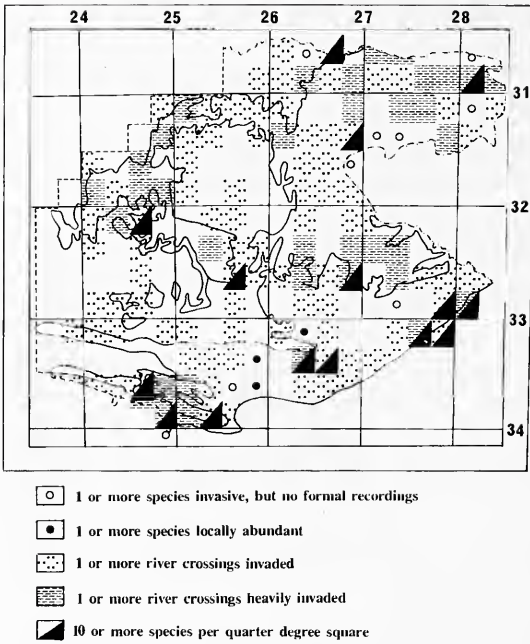 24 25 26 27 28
31
32
33
34
1 or more species invasive, but no formal recordings
1 or more species locally abundant
1 or more river crossings invaded
1 or more river crossings heavily invaded
10 or more species per quarter degree square